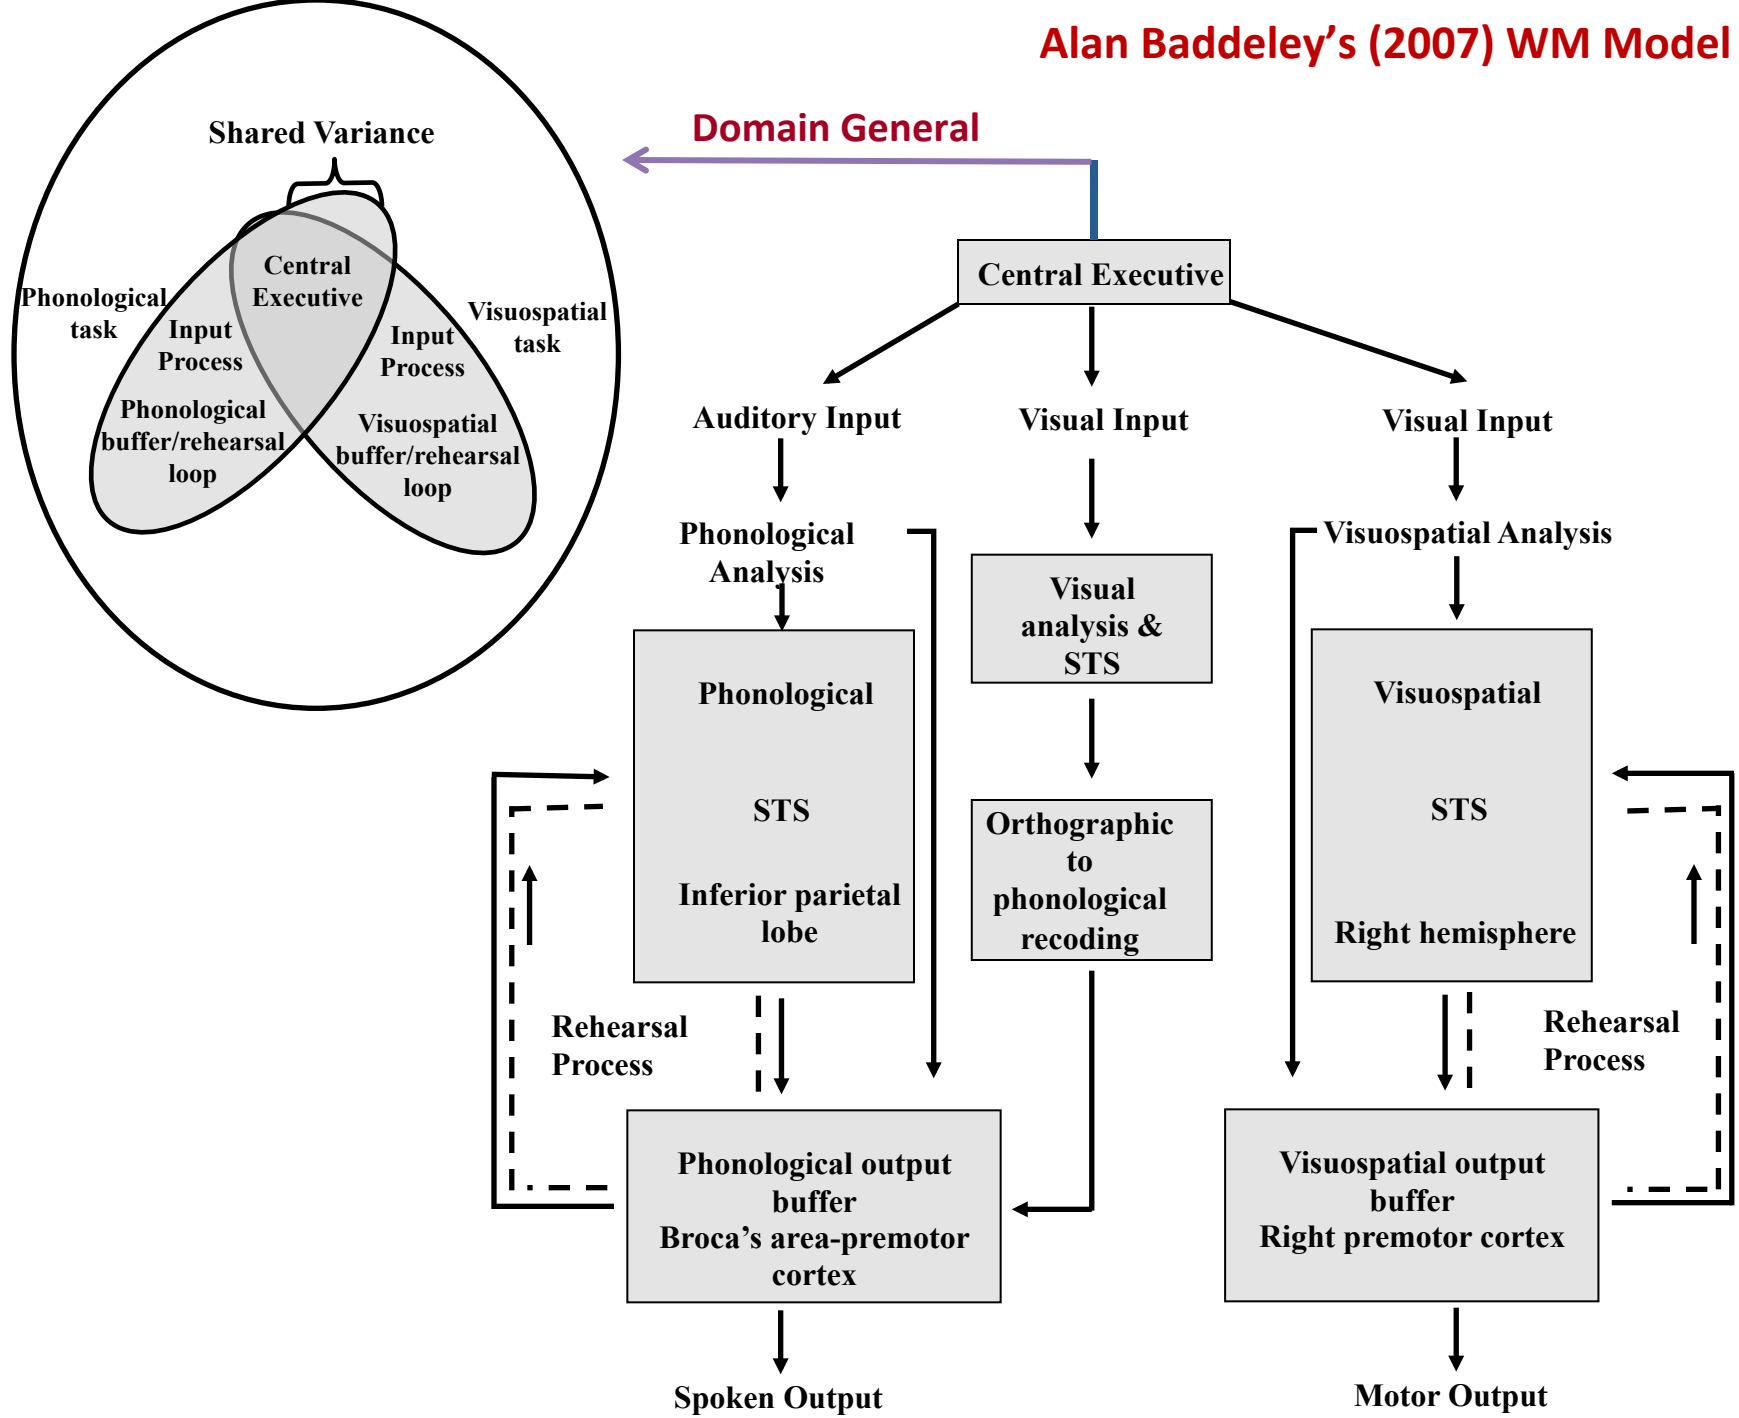 Alan Baddeley’s (2007) WM Model
Domain General
Shared Variance
Central
Executive
Phonological
task
Input
Process
Phonological
buffer/rehearsal
loop
Visuospatial
task
Input
Process
Visuospatial
buffer/rehearsal
loop
Central Executive
Auditory Input
Visual Input
Visual Input
Phonological
Analysis
Visuospatial Analysis
Visual
analysis &
STS
Phonological
STS
Inferior parietal
lobe
Orthographic
to
phonological
recoding
Visuospatial
STS
Right hemisphere
Rehearsal
Process
Rehearsal
Process
Phonological output
buffer
Broca’s area-premotor
cortex
Visuospatial output
buffer
Right premotor cortex
Spoken Output
Motor Output